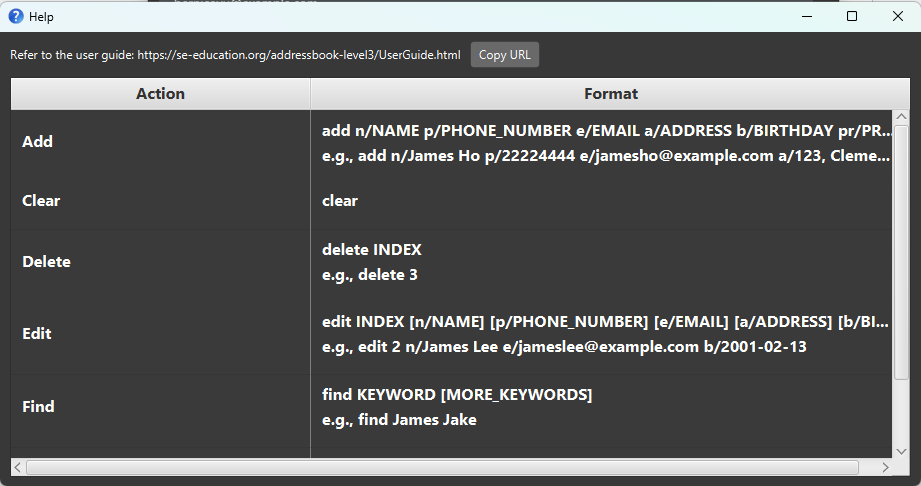 Help
Refer to the user guide: https://se-education.org/addressbook-level3/UserGuide.html Copy URL
Action Format
Add
add n/NAME p/PHONE_NUMBER e/EMAIL a/ADDRESS b/BIRTHDAY pr/PR...
e.g., add n/James Ho p/22224444 e/jamesho@example.com a/123, Cleme...
Clear clear
Delete
delete INDEX
e.g., delete 3
Edit
edit INDEX [n/NAME] [p/PHONE_NUMBER] [e/EMAIL] [a/ADDRESS] [b/BI...
e.g., edit 2 n/James Lee e/jameslee@example.com b/2001-02-13
Find
find KEYWORD [MORE_KEYWORDS]
e.g., find James Jake